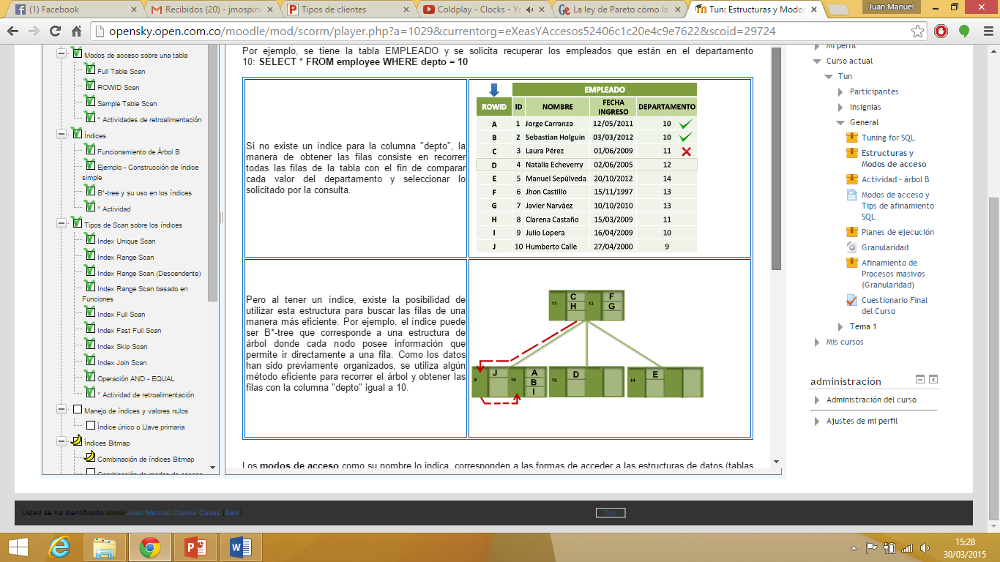 (1) Facebook
Recibidos (20) - jmospina
Tipos de clientes
Coldplay - Clocks - Yo
La ley de Pareto cómo la
Tun: Estructuras y Modos
Juan Manuel
opensky.open.com.co/moodle/mod/scorm/player.php?a=1029&currentorg=eXeasYAccesos52406c1c20e4c9e7622&scoid=29724
Modos de acceso sobre una tabla
Full Table Scan
ROWID Scan
Sample Table Scan
* Actividades de retroalimentación
Índices
Funcionamiento de Árbol B
Ejemplo - Construcción de índice
simple
B*-tree y su uso en los índices
* Actividad
Tipos de Scan sobre los índices
Index Unique Scan
Index Range Scan
Index Range Scan (Descendente)
Index Range Scan basado en
Funciones
Index Full Scan
Index Fast Full Scan
Index Skip Scan
Index Join Scan
Operación AND - EQUAL
* Actividad de retroalimentación
Manejo de índices y valores nulos
Índice único o Llave primaria
Índices Bitmap
Combinación de índices Bitmap
Combinación de modos de acceso
Por ejemplo, se tiene la tabla EMPLEADO y se solicita recuperar los empleados que están en el departamento
10: SELECT * FROM employee WHERE depto = 10
Si no existe un índice para la columna "depto", la
manera de obtener las filas consiste en recorrer
todas las filas de la tabla con el fin de comparar
cada valor del departamento y seleccionar lo
solicitado por la consulta.
EMPLEADO
ROWID ID NOMBRE FECHA INGRESO DEPARTAMENTO
A 1 Jorge Carranza 12/05/2011 10
B 2 Sebastian Holguín 03/03/2012 10
C 3 Laura Pérez 01/06/2009 11
D 4 Natalia Echeverry 02/06/2005 12
E 5 Manuel Sepúlveda 20/10/2012 14
F 6 Jhon Castillo 15/11/1997 13
G 7 Javier Narváez 10/10/2010 13
H 8 Clarena Castaño 15/03/2009 11
I 9 Julio Lopera 16/04/2009 10
J 10 Humberto Calle 27/04/2000 9
Pero al tener un índice, existe la posibilidad de
utilizar esta estructura para buscar las filas de una
manera más eficiente. Por ejemplo, el índice puede
ser B*-tree que corresponde a una estructura de
árbol donde cada nodo posee información que
permite ir directamente a una fila. Como los datos
han sido previamente organizados, se utiliza algún
método eficiente para recorrer el árbol y obtener las
filas con la columna "depto" igual a 10.
11 C H 13 F G
9 J 10 A B I
12 D
14 E
Los modos de acceso como su nombre lo indica, corresponden a las formas de acceder a las estructuras de datos (tablas
Mi perfil
Curso actual
Tun
Participantes
Insignias
General
Tuning for SQL
Estructuras y
Modos de acceso
Actividad - árbol B
Modos de acceso y
Tips de afinamiento
SQL
Planes de ejecución
Granularidad
Afinamiento de
Procesos masivos
(Granularidad)
Cuestionario Final
del Curso
Tema 1
Mis cursos
administración
Administración del curso
Ajustes de mi perfil
Usted se ha identificado como Juan Manuel Ospina Casas (Salir)
Tun
15:28
30/03/2015